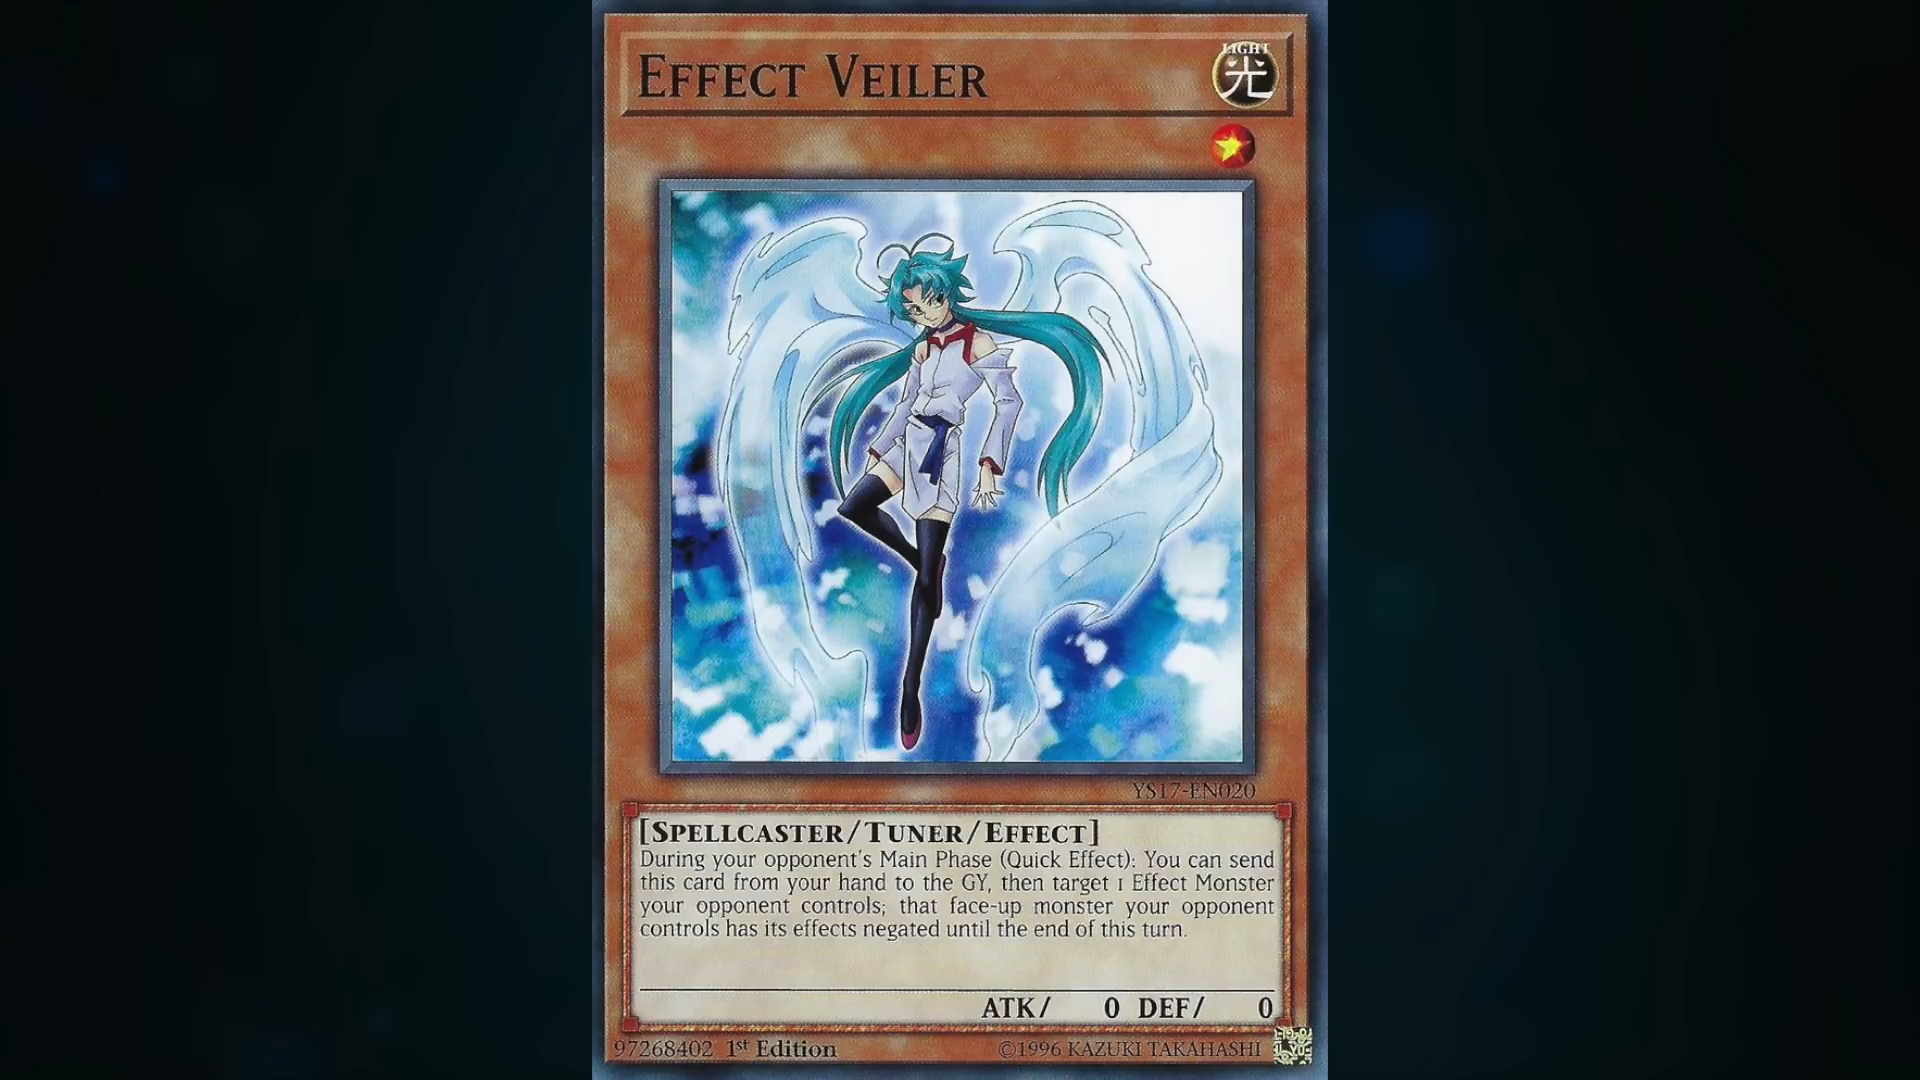 EFFECT VEILER
LIGHT
光
YS17-EN020
[SPELLCASTER/TUNER/EFFECT]
During your opponent's Main Phase (Quick Effect): You can send
this card from your hand to the GY, then target 1 Effect Monster
your opponent controls; that face-up monster your opponent
controls has its effects negated until the end of this turn.
ATK/ 0 DEF/ 0
97268402 1st Edition
©1996 KAZUKI TAKAHASHI